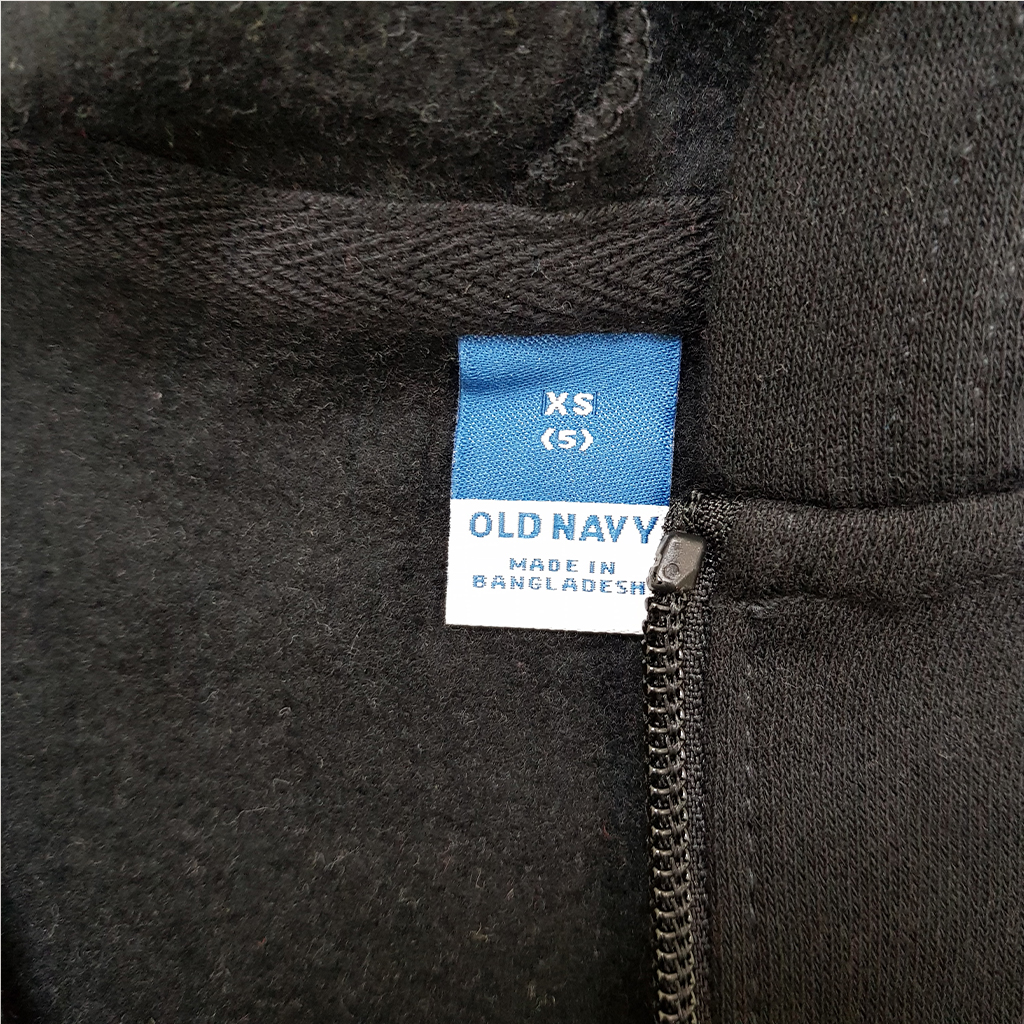 XS
(5)
OLD NAVY
MADE IN
BANGLADESH